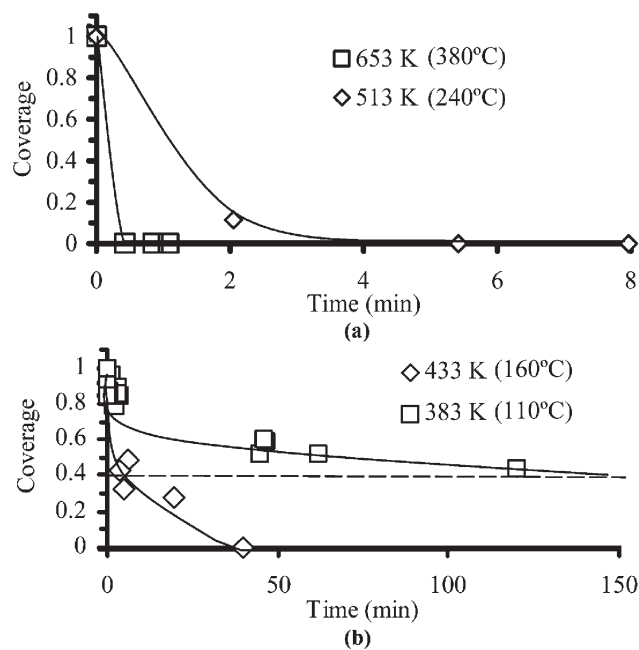 1
0.8
0.6
0.4
0.2
0
Coverage
653 K (380ºC)
513 K (240ºC)
0 2 4 6 8
Time (min)
(a)
1
0.8
0.6
0.4
0.2
0
Coverage
433 K (160ºC)
383 K (110ºC)
0 50 100 150
Time (min)
(b)